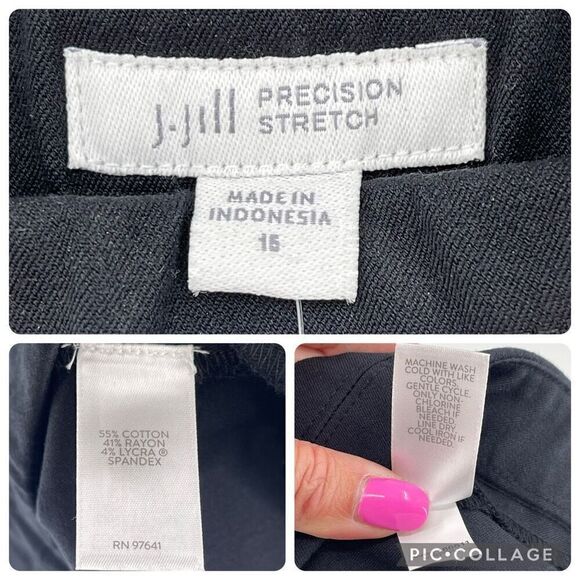 J.Jill PRECISION
STRETCH
MADE IN
INDONESIA
16
55% COTTON
41% RAYON
4% LYCRA®
SPANDEX
RN 97641
MACHINE WASH
COLD WITH LIKE
COLORS.
GENTLE CYCLE.
ONLY NON-
CHLORINE
BLEACH IF
NEEDED.
LINE DRY.
COOL IRON IF
NEEDED.
PIC•COLLAGE